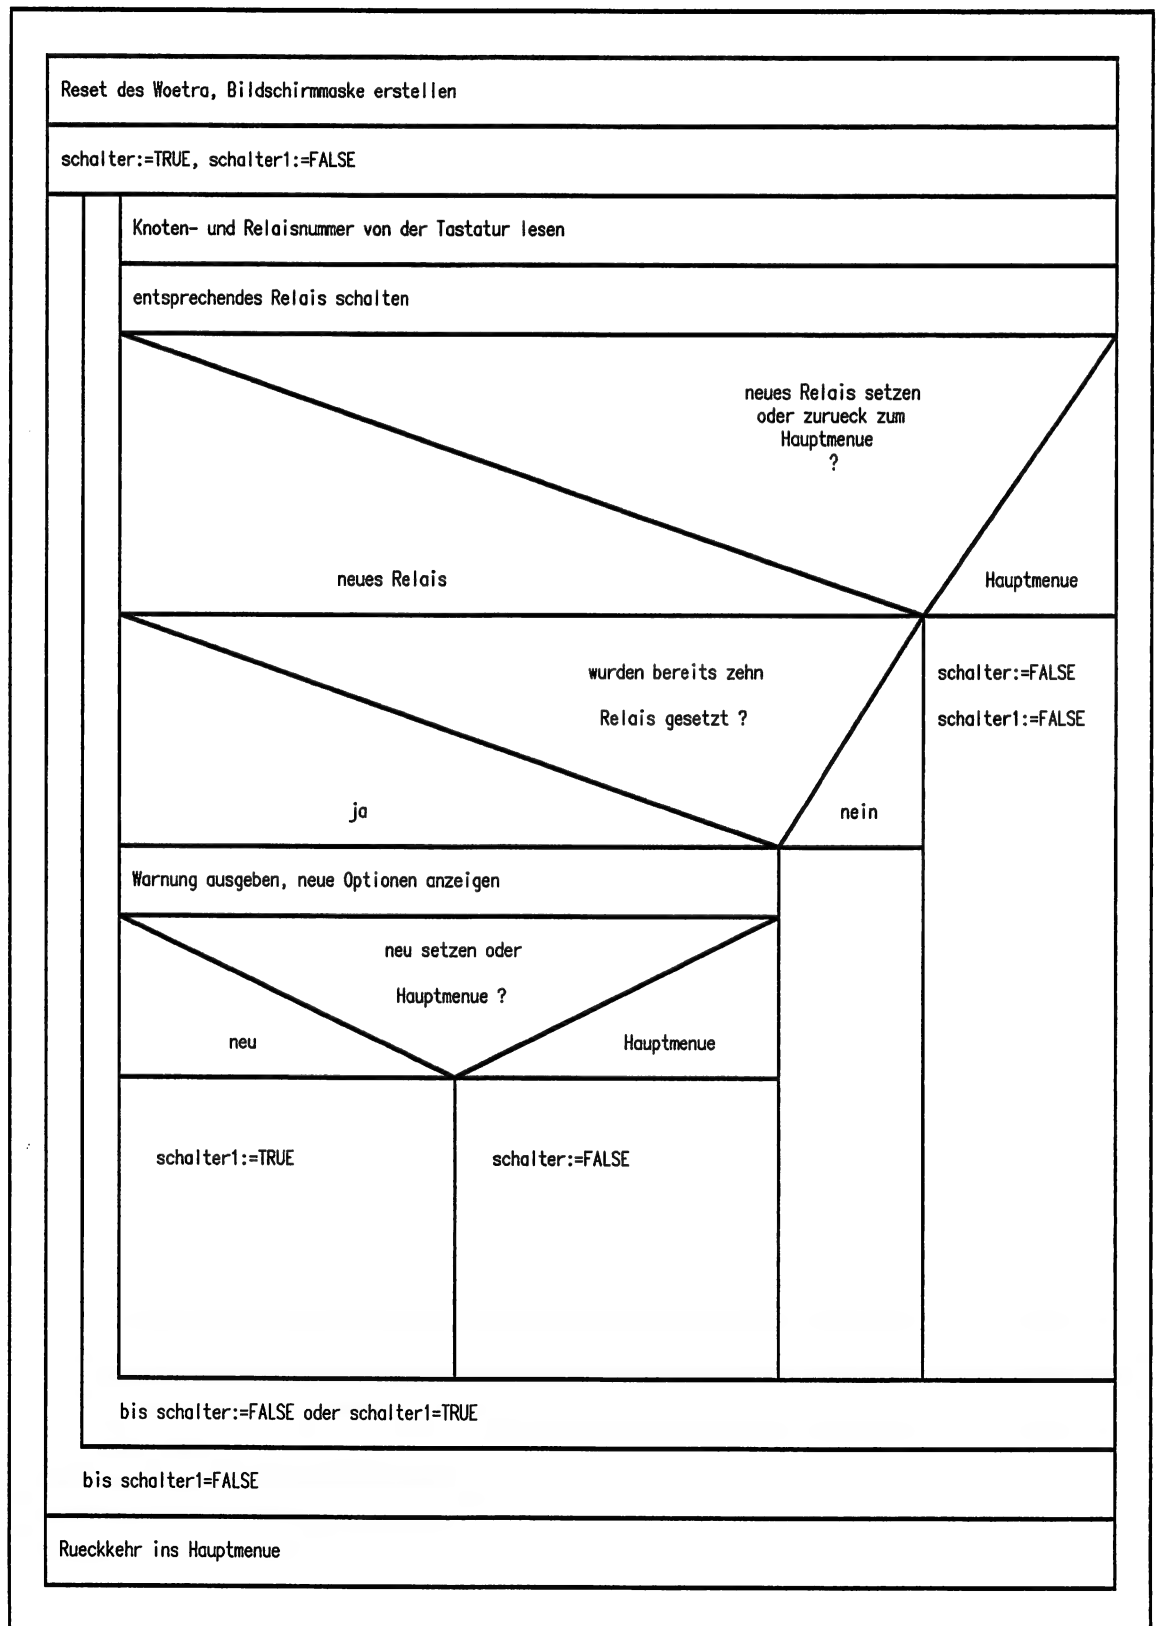 Reset des Woetra, Bildschirmmaske erstellen
schalter:=TRUE, schalter1:=FALSE
Knoten- und Relaisnummer von der Tastatur lesen
entsprechendes Relais schalten
neues Relais setzen
oder zurueck zum
Hauptmenue
?
neues Relais
Hauptmenue
wurden bereits zehn
Relais gesetzt ?
schalter:=FALSE
schalter1:=FALSE
ja
nein
Warnung ausgeben, neue Optionen anzeigen
neu setzen oder
Hauptmenue ?
neu
Hauptmenue
schalter1:=TRUE
schalter:=FALSE
bis schalter:=FALSE oder schalter1=TRUE
bis schalter1=FALSE
Rueckkehr ins Hauptmenue